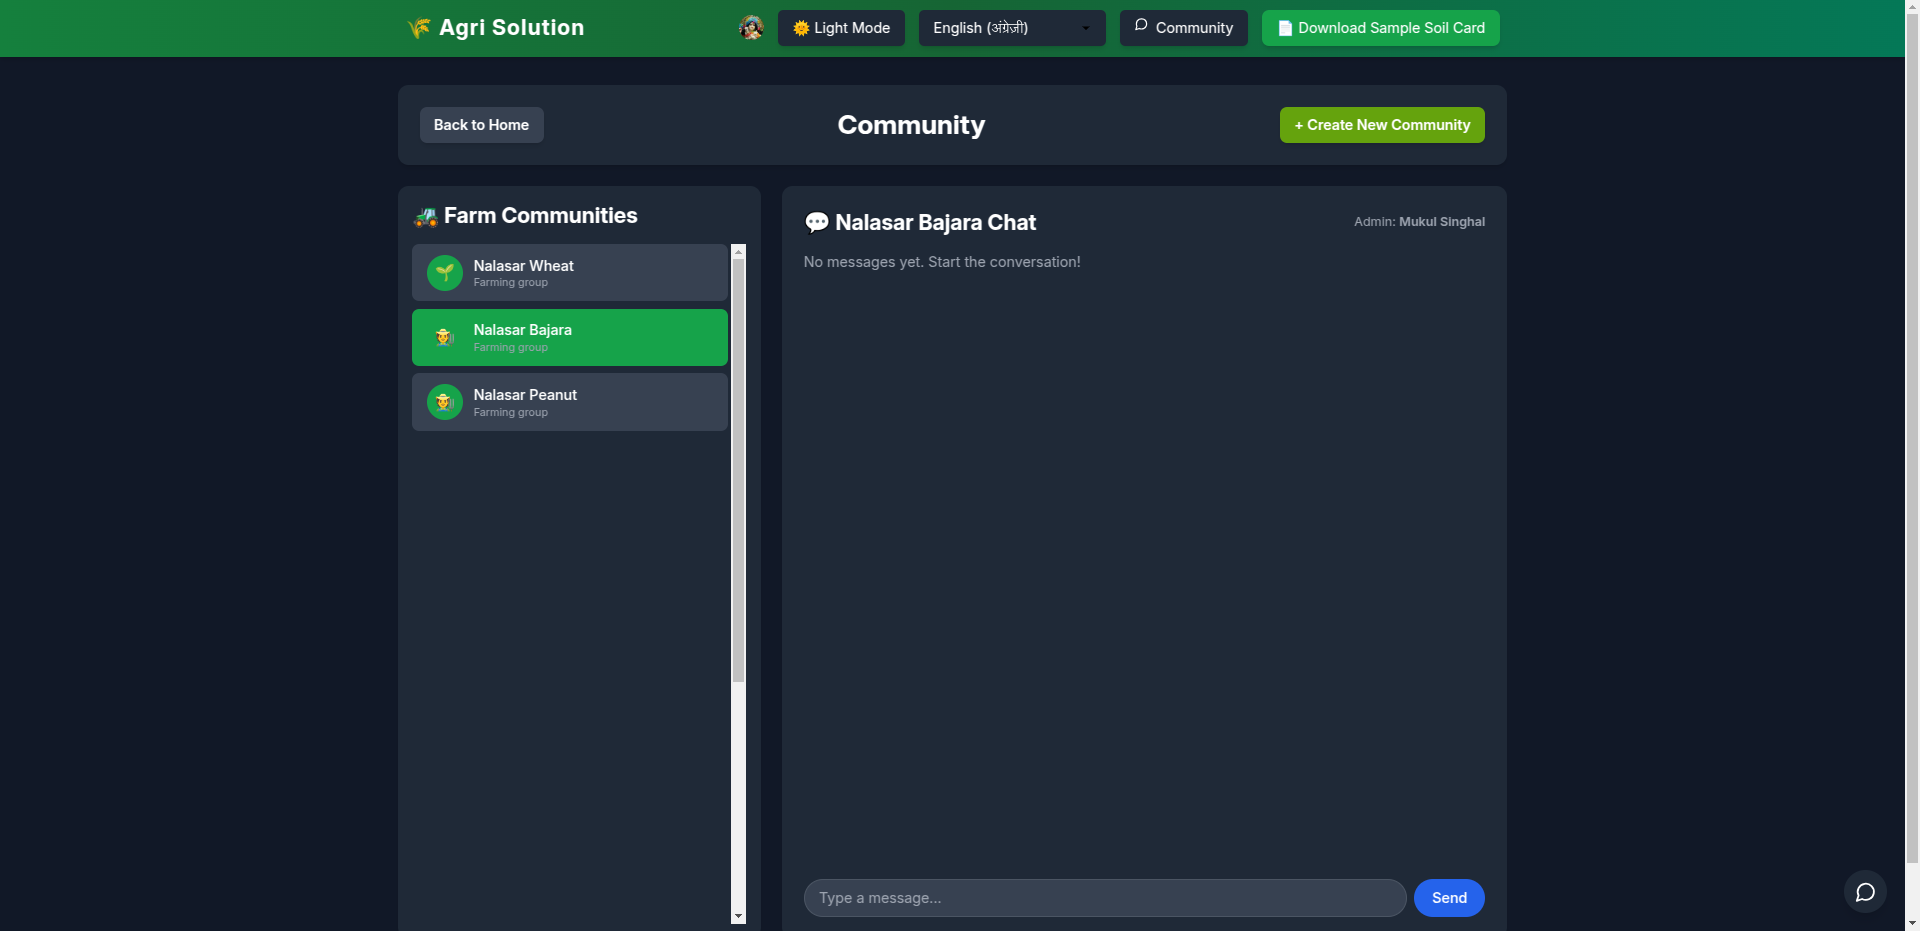 🌾 Agri Solution
🌞 Light Mode
English (अंग्रेज़ी)
Community
📄 Download Sample Soil Card
Back to Home
Community
+ Create New Community
🚜 Farm Communities
Nalasar Wheat
Farming group
Nalasar Bajara
Farming group
Nalasar Peanut
Farming group
💬 Nalasar Bajara Chat
Admin: Mukul Singhal
No messages yet. Start the conversation!
Type a message...
Send